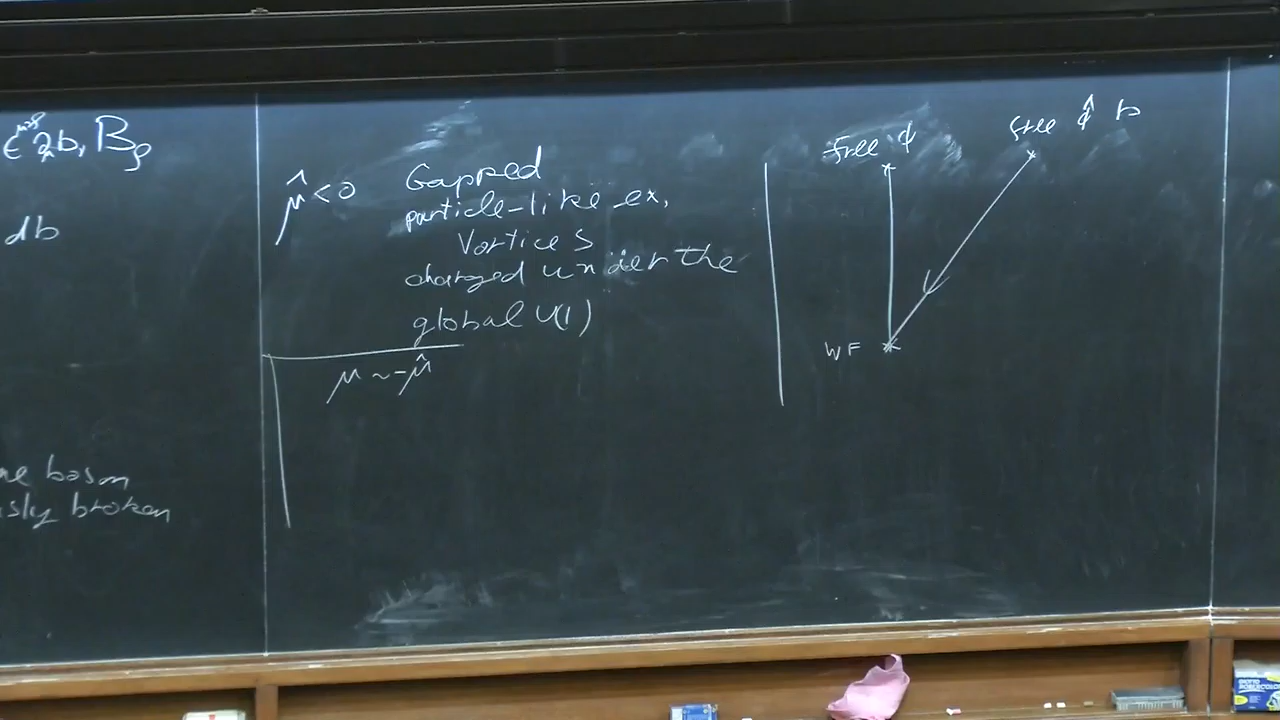 ∂b, B_ρ
db
ne boson
sly broken
μ̂ < 0
Gapped
particle-like ex.
Vortices
charged under the
global U(1)
μ ~ -μ̂
free ϕ
free ϕ̂ b
WF